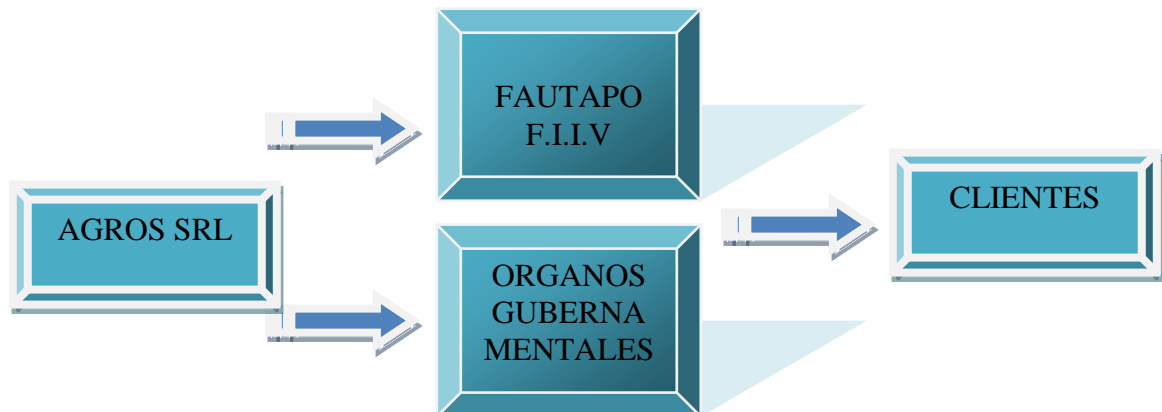 FAUTAPO
F.I.I.V
AGROS SRL
CLIENTES
ORGANOS
GUBERNA
MENTALES